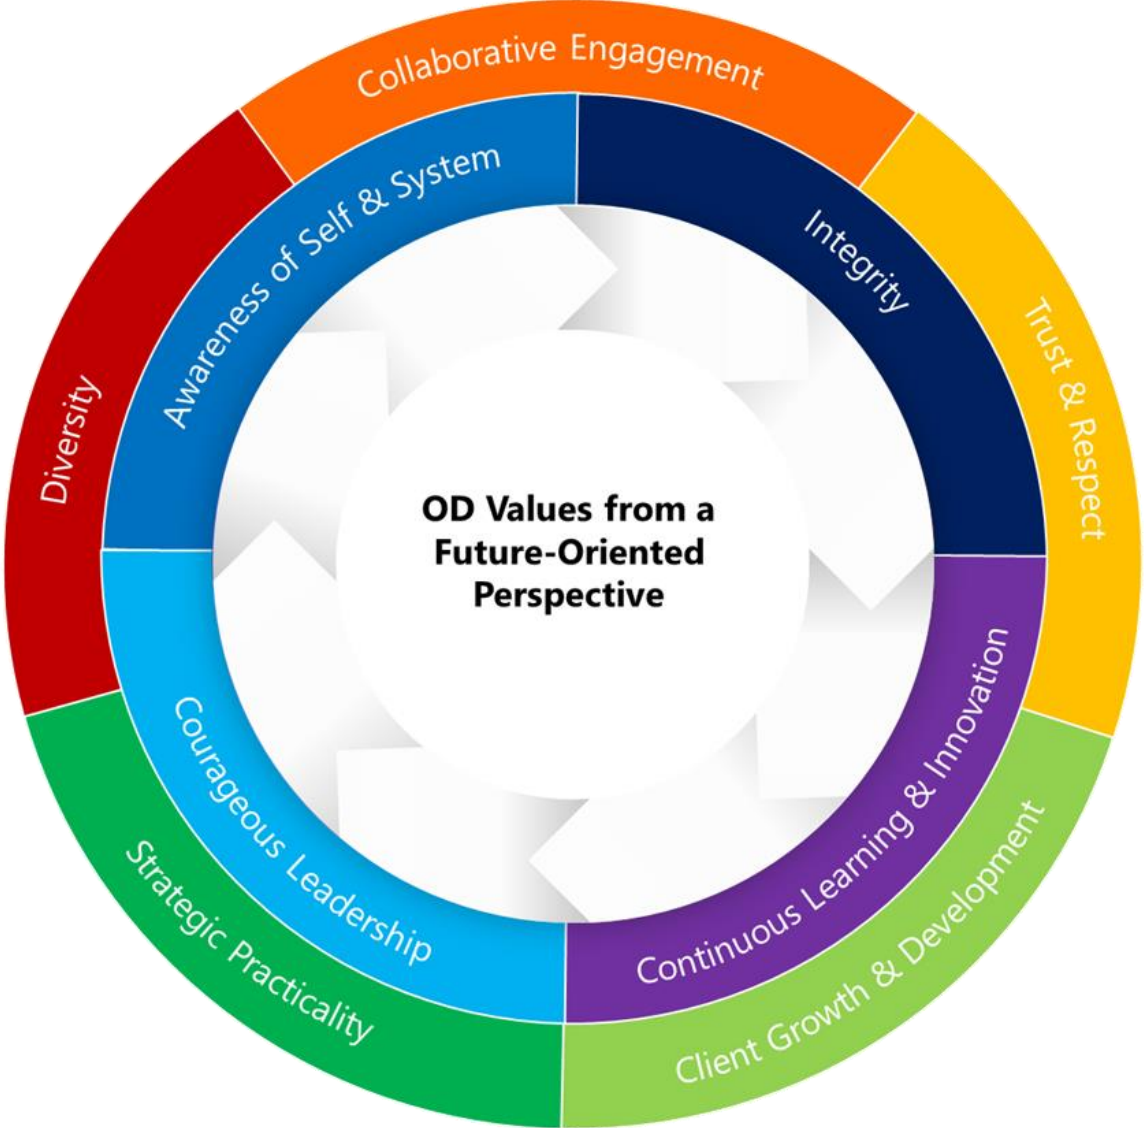 Collaborative Engagement
Trust & Respect
Client Growth & Development
Strategic Practicality
Diversity
Awareness of Self & System
Integrity
Continuous Learning & Innovation
Courageous Leadership
OD Values from a
Future-Oriented
Perspective